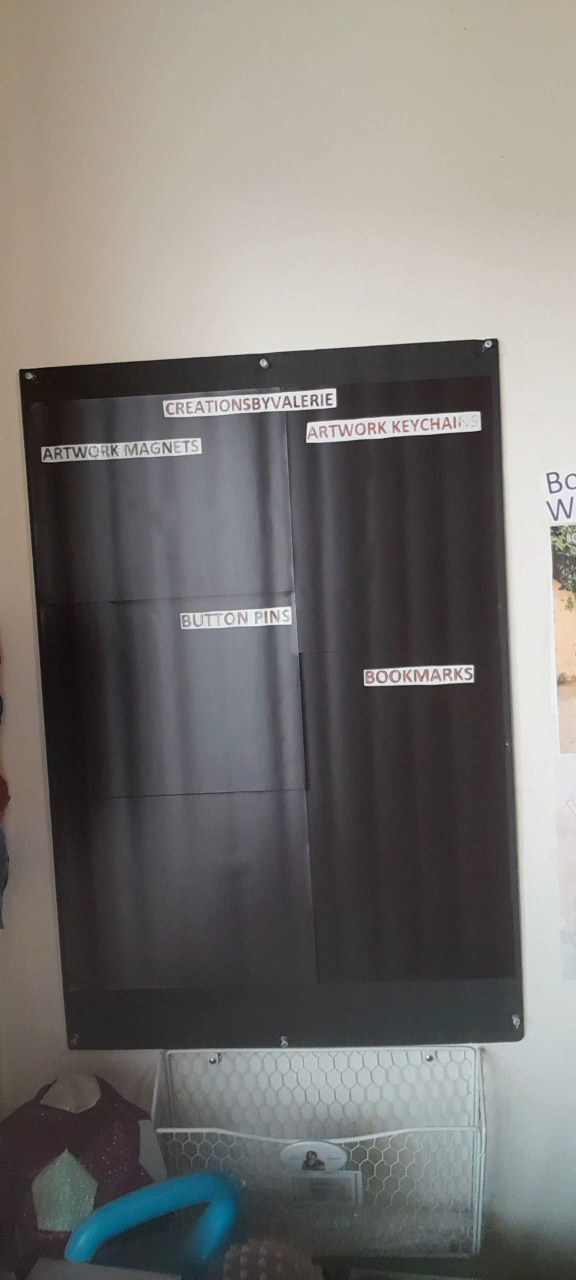 CREATIONSBYVALERIE
ARTWORK MAGNETS
ARTWORK KEYCHAINS
BUTTON PINS
BOOKMARKS